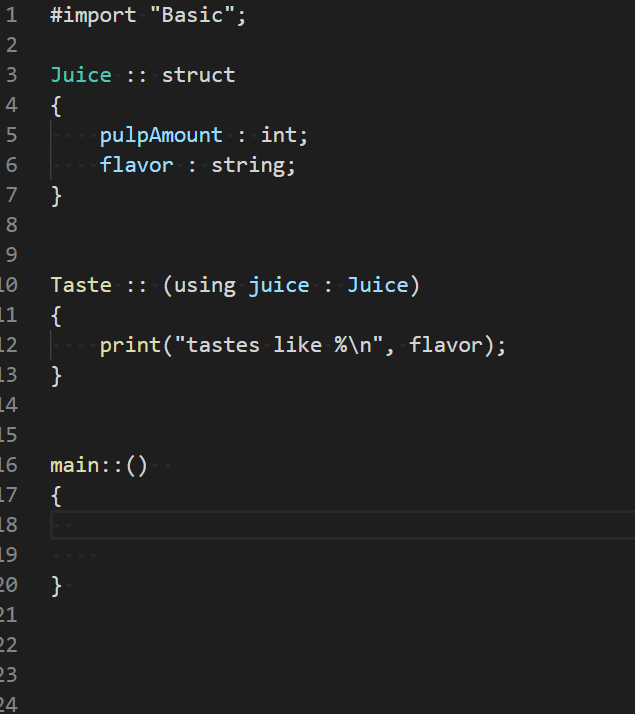 1 #import "Basic";
2
3 Juice :: struct
4 {
5 pulpAmount : int;
6 flavor : string;
7 }
8
9
10 Taste :: (using juice : Juice)
11 {
12 print("tastes like %\n", flavor);
13 }
14
15
16 main::()
17 {
18
19
20 }
21
22
23
24